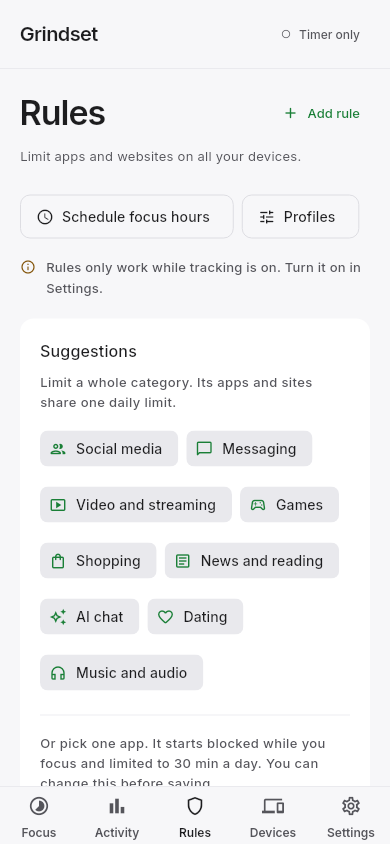 Grindset
Timer only
Rules
Add rule
Limit apps and websites on all your devices.
Schedule focus hours
Profiles
Rules only work while tracking is on. Turn it on in
Settings.
Suggestions
Limit a whole category. Its apps and sites
share one daily limit.
Social media
Messaging
Video and streaming
Games
Shopping
News and reading
AI chat
Dating
Music and audio
Or pick one app. It starts blocked while you
focus and limited to 30 min a day. You can
change this before saving.
Focus
Activity
Rules
Devices
Settings